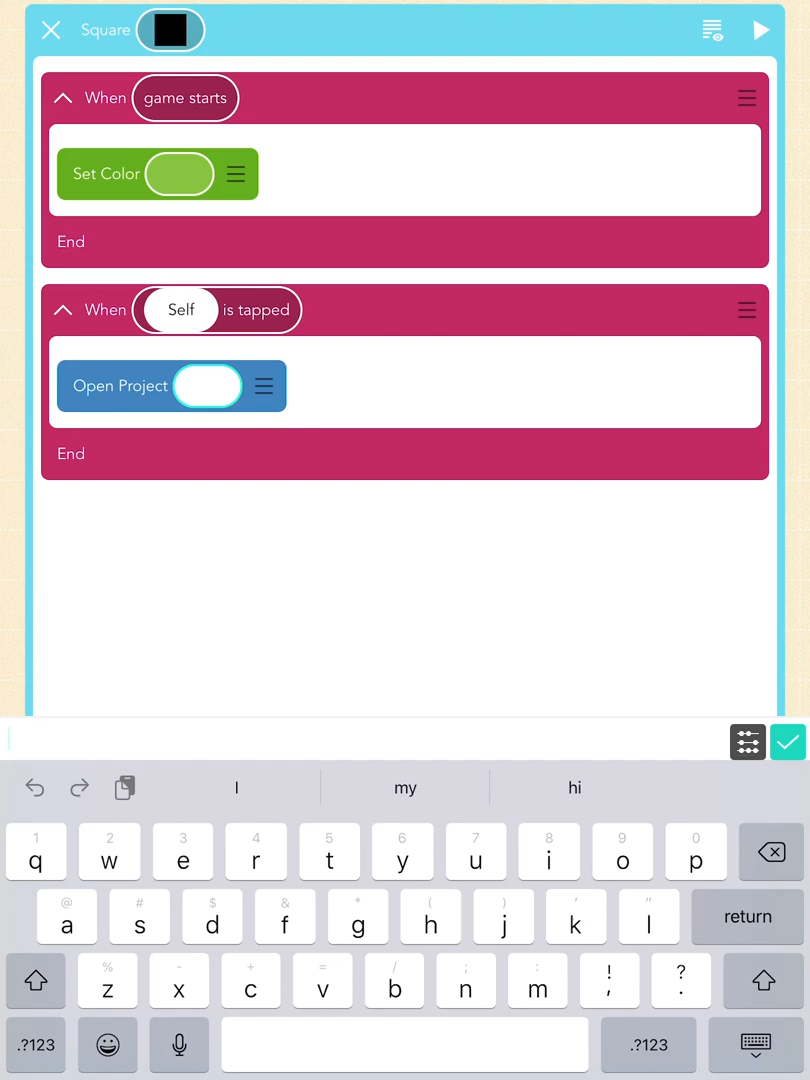 Square
When game starts
Set Color
End
When Self is tapped
Open Project
End
I my hi
1 2 3 4 5 6 7 8 9 0
q w e r t y u i o p
@ # $ & * ( ) ' "
a s d f g h j k l return
% - + = / ; : ! ?
z x c v b n m , .
.?123 .?123